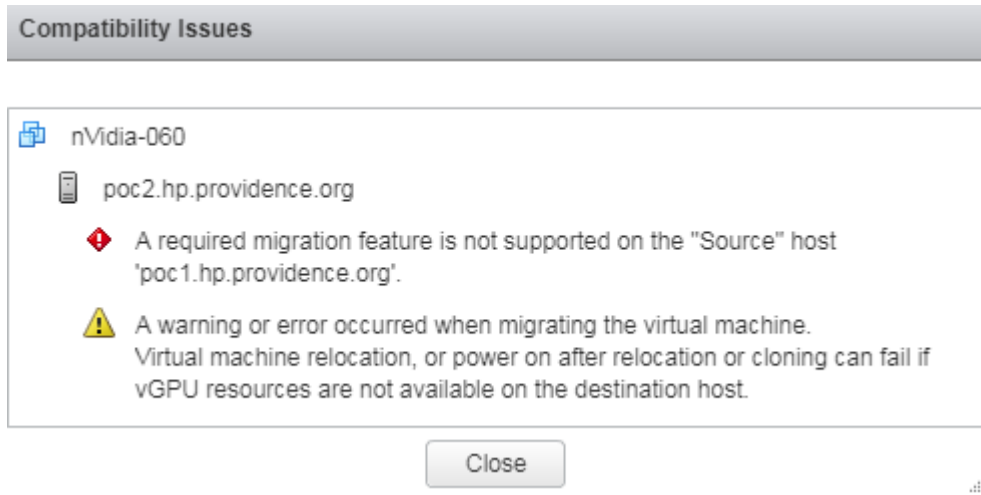 Compatibility Issues
nVidia-060
poc2.hp.providence.org
A required migration feature is not supported on the "Source" host
'poc1.hp.providence.org'.
A warning or error occurred when migrating the virtual machine.
Virtual machine relocation, or power on after relocation or cloning can fail if
vGPU resources are not available on the destination host.
Close